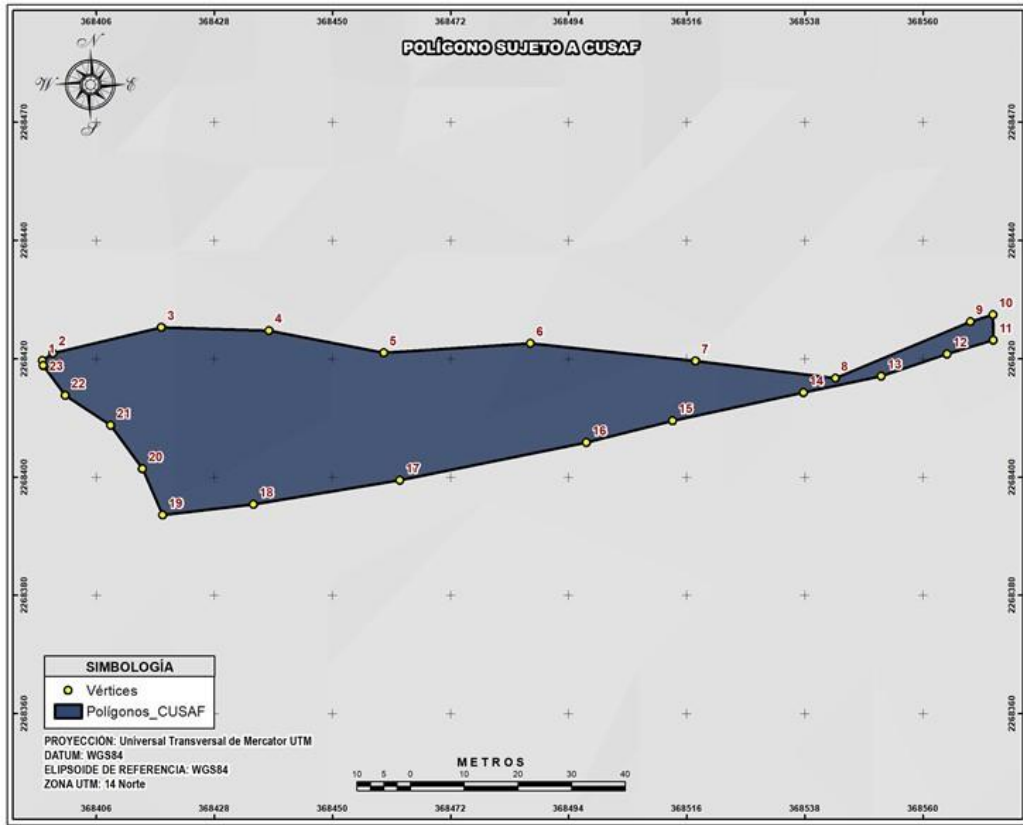 368406 368428 368450 368472 368494 368516 368538 368560
POLÍGONO SUJETO A CUSAF
N
W E
S
2268470 2268470
2268440 2268440
3 4 9 10
1 2 5 6 7 11
2268420 2268420
23 8 12
22 14 13
21 15
20 16
2268400 17 2268400
19 18
2268380 2268380
2268360 2268360
SIMBOLOGÍA
Vértices
Polígonos_CUSAF
PROYECCIÓN: Universal Transversal de Mercator UTM
DATUM: WGS84
ELIPSOIDE DE REFERENCIA: WGS84
ZONA UTM: 14 Norte
METROS
10 5 0 10 20 30 40
368406 368428 368450 368472 368494 368516 368538 368560